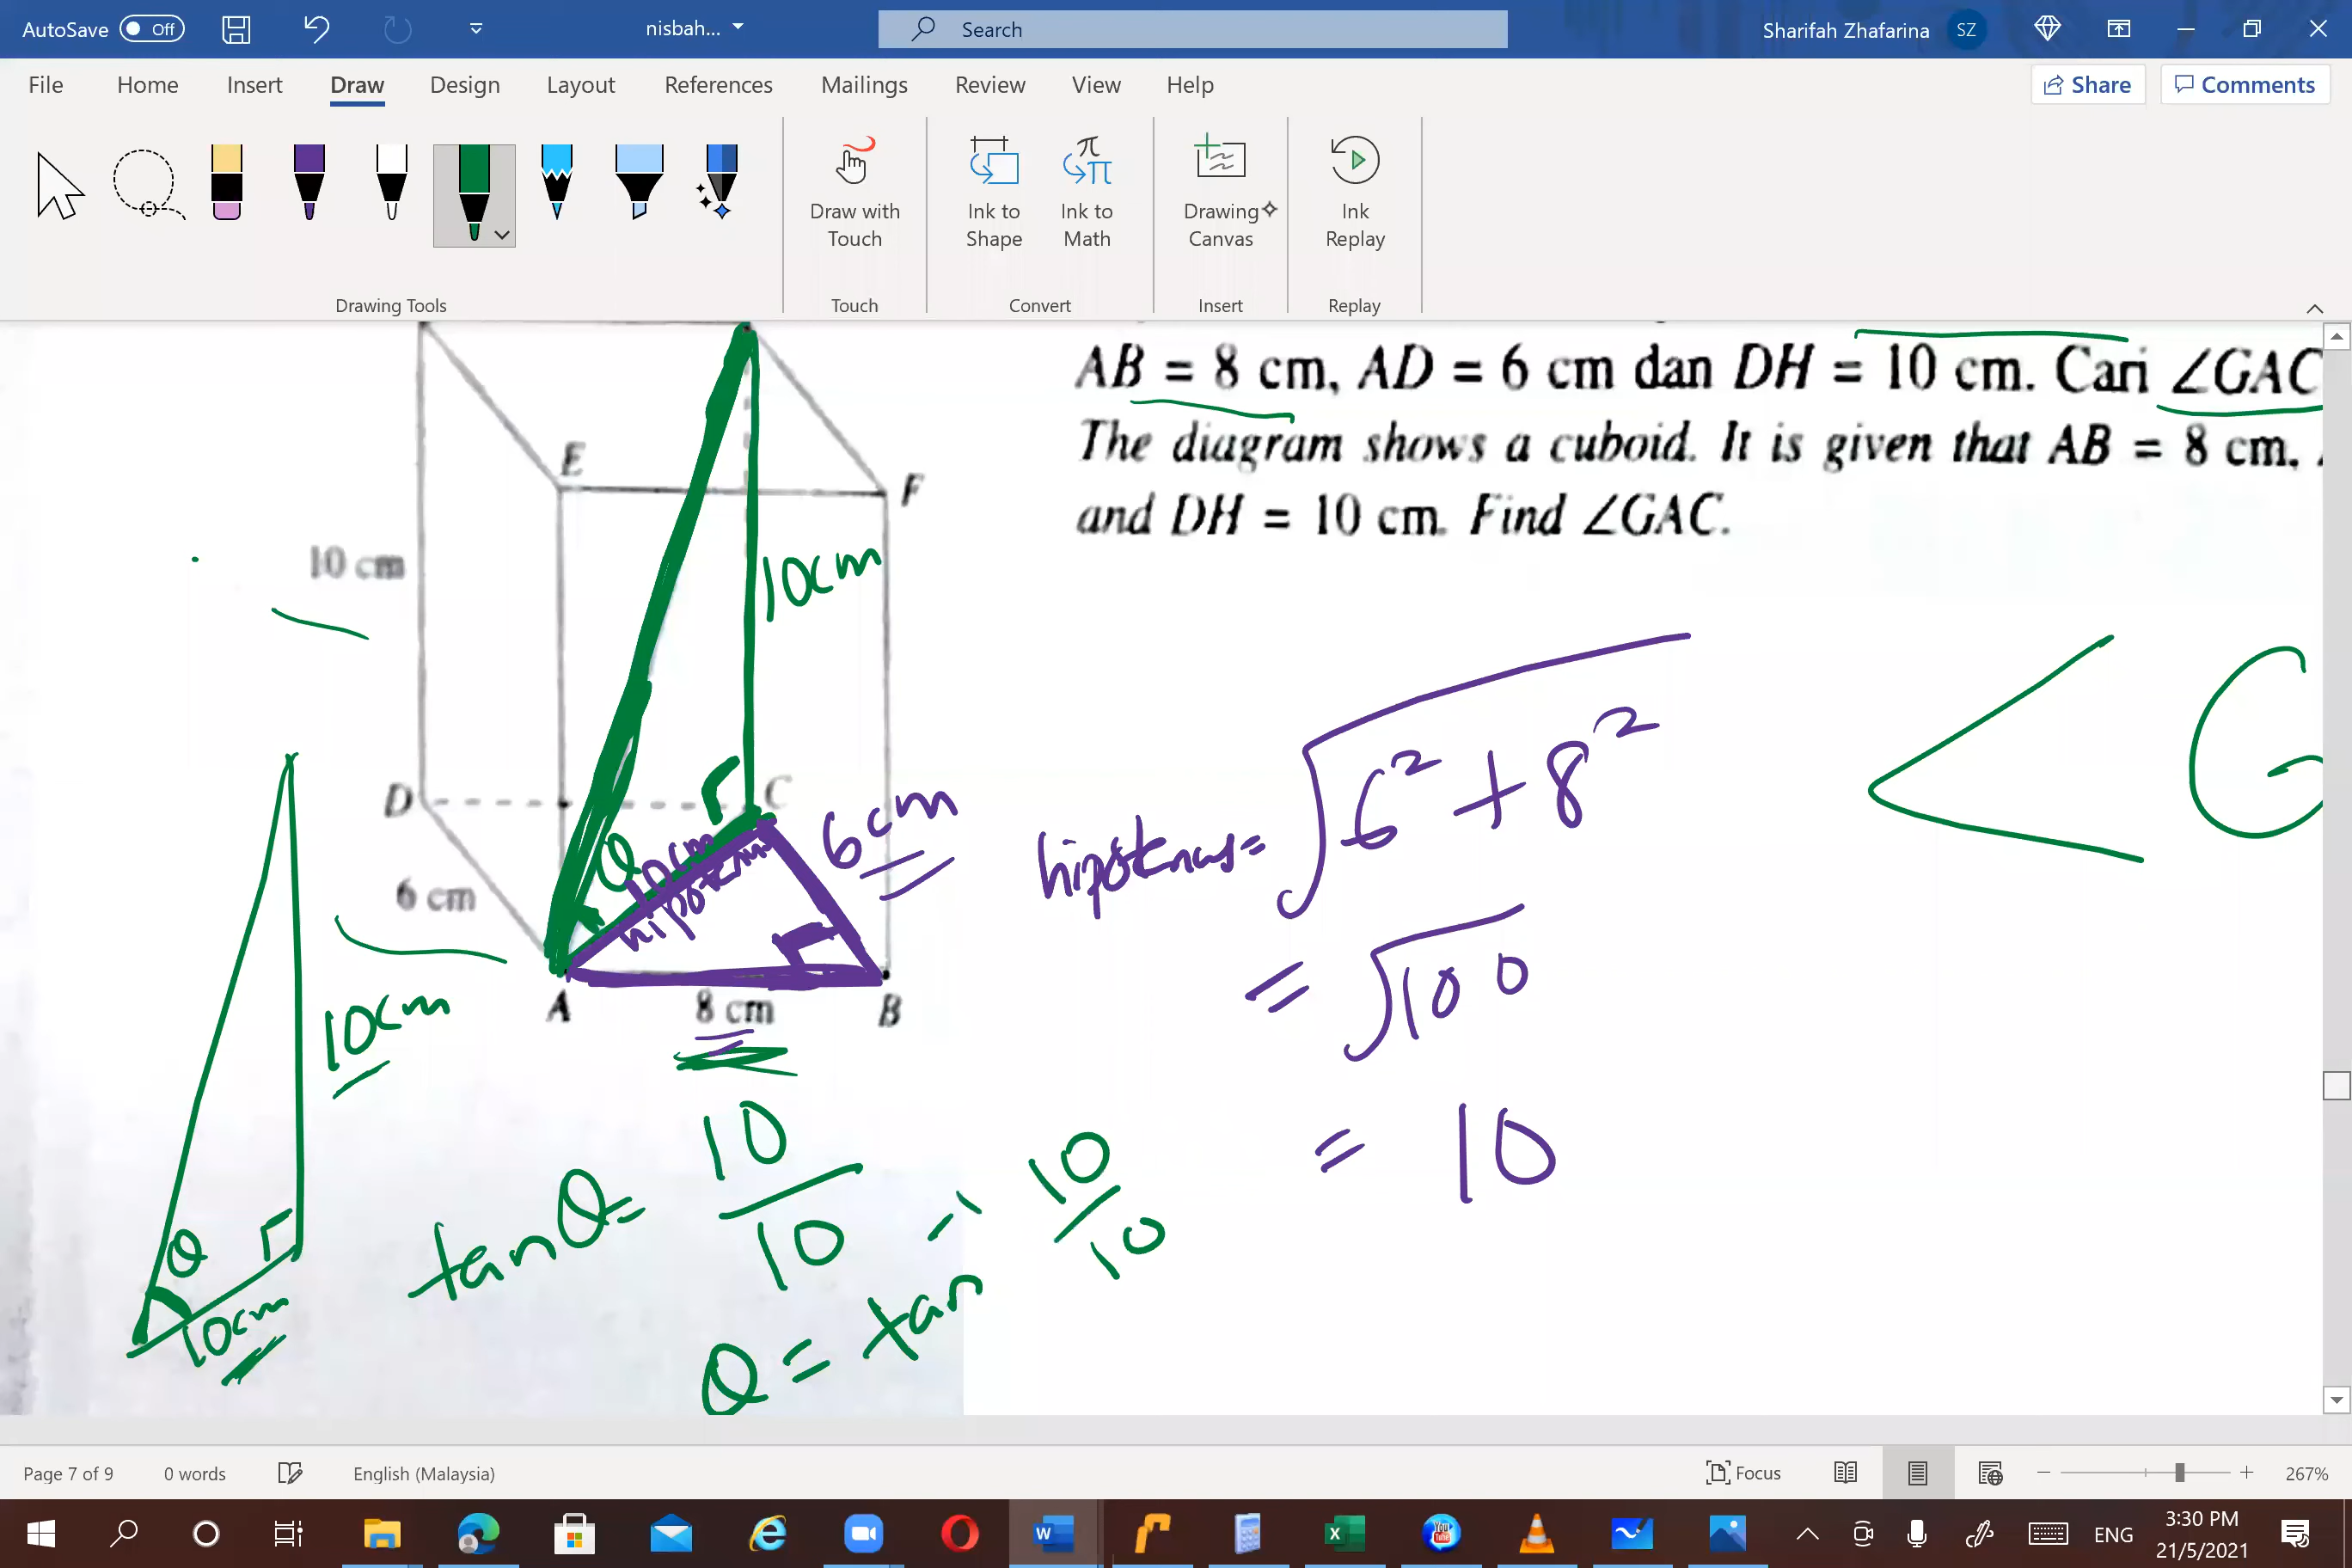 AutoSave Off nisbah... Search Sharifah Zhafarina SZ
File Home Insert Draw Design Layout References Mailings Review View Help Share Comments
Draw with Touch
Ink to Shape
Ink to Math
Drawing Canvas
Ink Replay
Drawing Tools Touch Convert Insert Replay
AB = 8 cm, AD = 6 cm dan DH = 10 cm. Cari ∠GAC
The diagram shows a cuboid. It is given that AB = 8 cm,
and DH = 10 cm. Find ∠GAC.
E
F
10 cm
10cm
D
C
6cm
θ
10cm
hipotenus
6 cm
A
8 cm
B
hipotenus = √6² + 8²
= √100
= 10
< G
10cm
θ
10cm
tan θ = 10/10
θ = tan⁻¹ 10/10
Page 7 of 9 0 words English (Malaysia) Focus 267%
W
X
You Tube
ENG
3:30 PM
21/5/2021